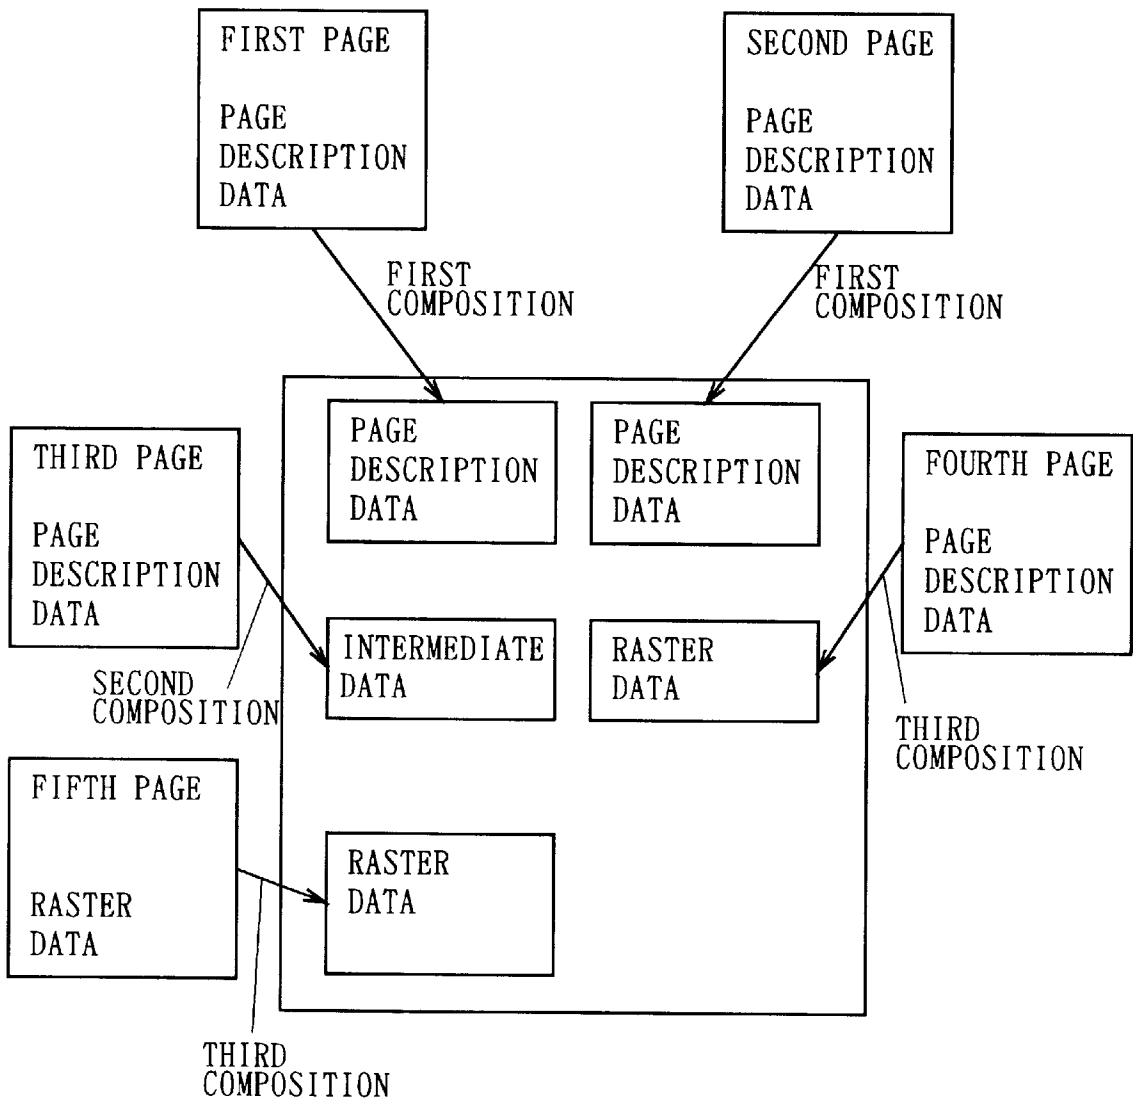 FIRST PAGE
PAGE
DESCRIPTION
DATA
SECOND PAGE
PAGE
DESCRIPTION
DATA
FIRST
COMPOSITION
FIRST
COMPOSITION
PAGE
DESCRIPTION
DATA
PAGE
DESCRIPTION
DATA
THIRD PAGE
PAGE
DESCRIPTION
DATA
FOURTH PAGE
PAGE
DESCRIPTION
DATA
INTERMEDIATE
DATA
RASTER
DATA
SECOND
COMPOSITION
THIRD
COMPOSITION
FIFTH PAGE
RASTER
DATA
RASTER
DATA
THIRD
COMPOSITION